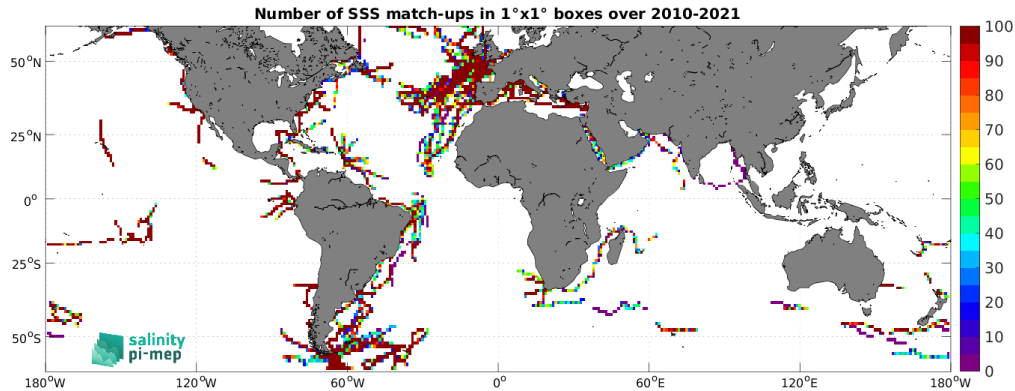 Number of SSS match-ups in 1°x1° boxes over 2010-2021
100
90
80
70
60
50
40
30
20
10
0
50°N
25°N
0°
25°S
50°S
salinity
pi-mep
180°W 120°W 60°W 0° 60°E 120°E 180°W